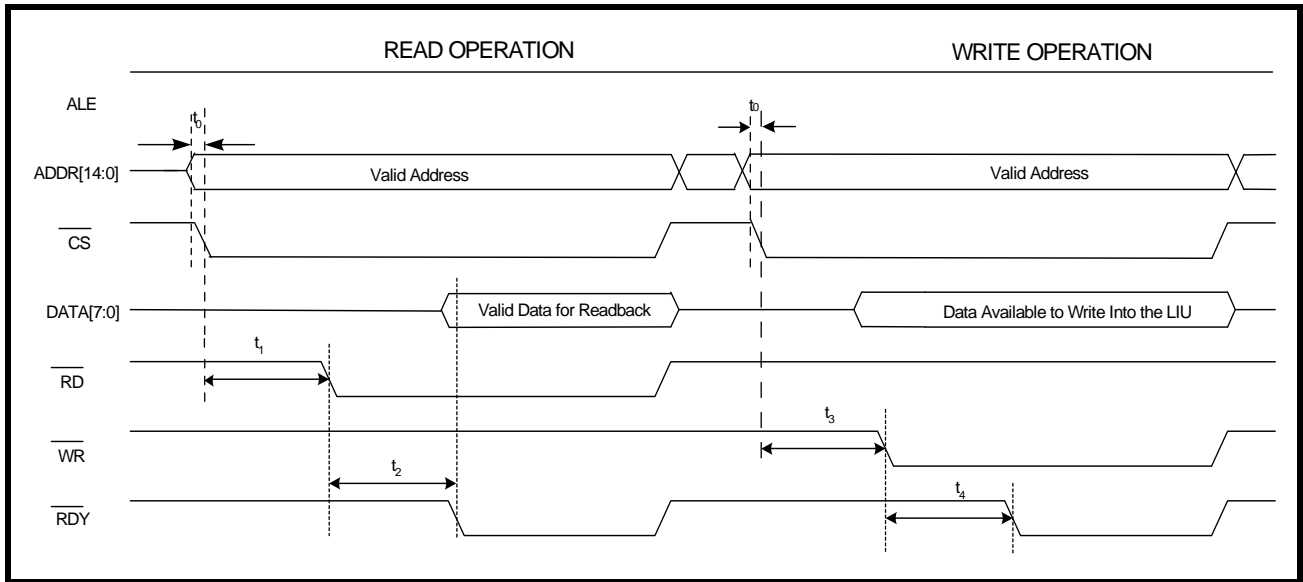 READ OPERATION WRITE OPERATION
ALE
t0 t0
ADDR[14:0] Valid Address Valid Address
CS
DATA[7:0] Valid Data for Readback Data Available to Write Into the LIU
t1
RD
t3
WR
t2 t4
RDY